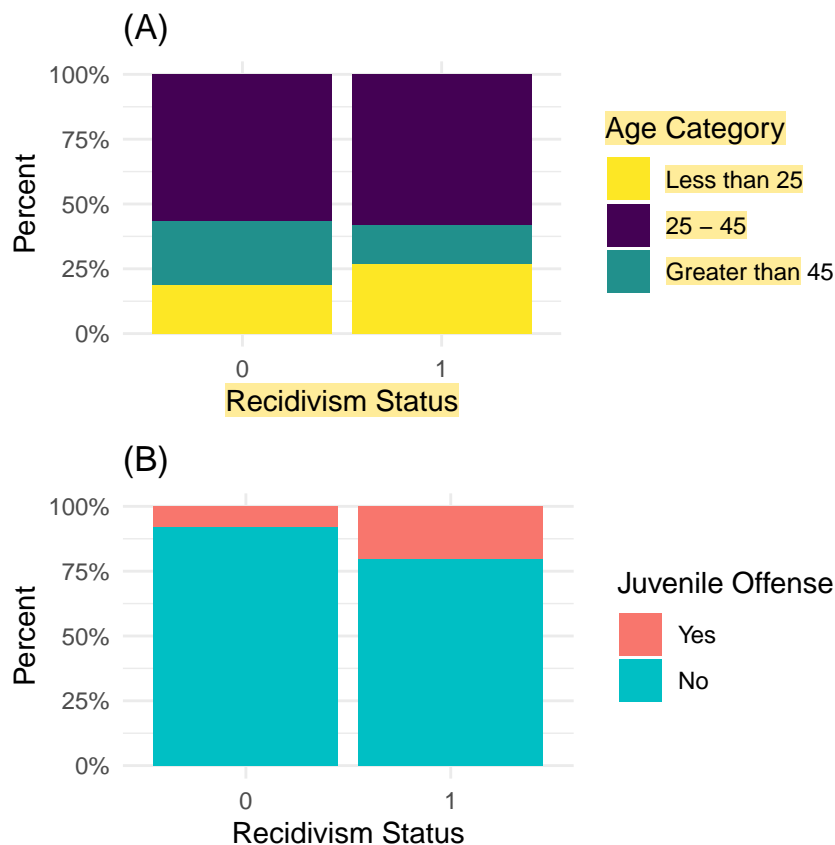 (A)
100%
75%
50%
25%
0%
Percent
0
1
Recidivism Status
Age Category
Less than 25
25 − 45
Greater than 45
(B)
100%
75%
50%
25%
0%
Percent
0
1
Recidivism Status
Juvenile Offense
Yes
No